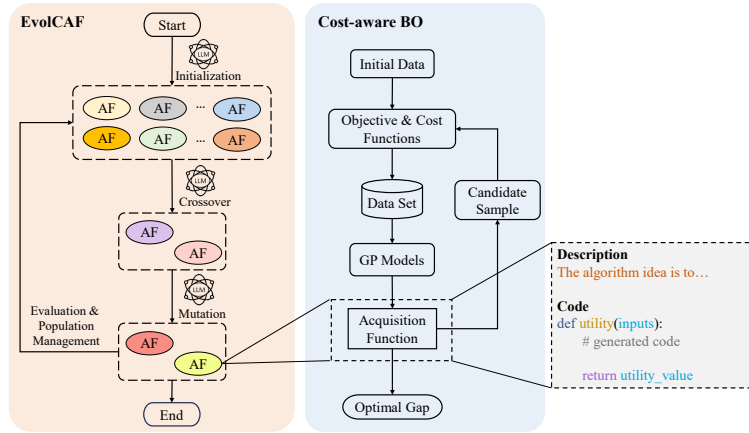 EvolCAF
Start
LLM
Initialization
AF
AF
...
AF
AF
AF
...
AF
LLM
Crossover
AF
AF
LLM
Mutation
Evaluation &
Population
Management
AF
AF
End
Cost-aware BO
Initial Data
Objective & Cost
Functions
Data Set
Candidate
Sample
GP Models
Acquisition
Function
Optimal Gap
Description
The algorithm idea is to…
Code
def utility(inputs):
# generated code
return utility_value